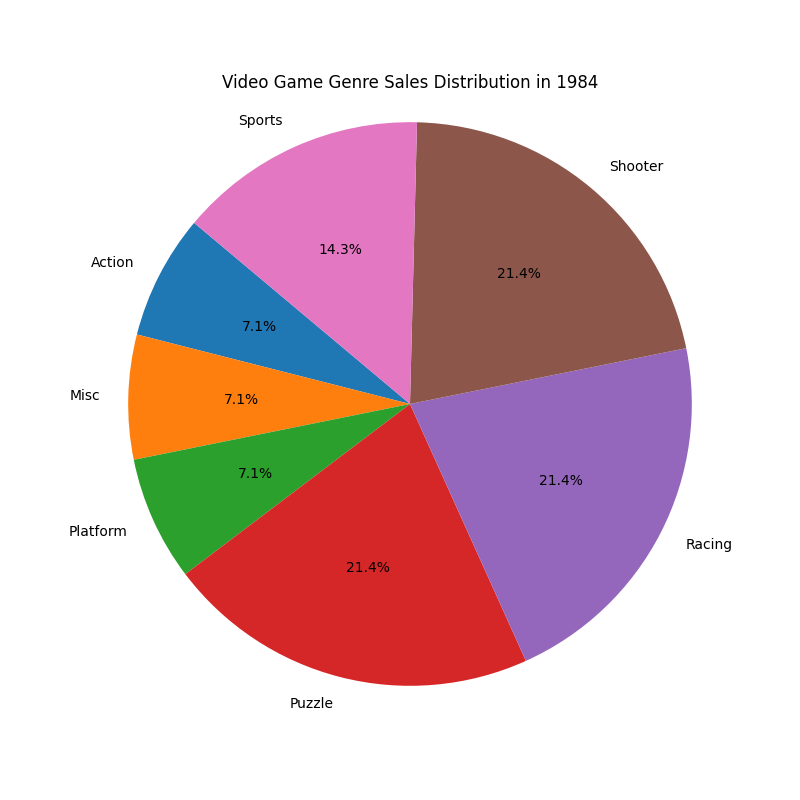 Video Game Genre Sales Distribution in 1984
Sports
Shooter
14.3%
21.4%
Action
7.1%
Misc
7.1%
Platform
7.1%
21.4%
Racing
21.4%
Puzzle